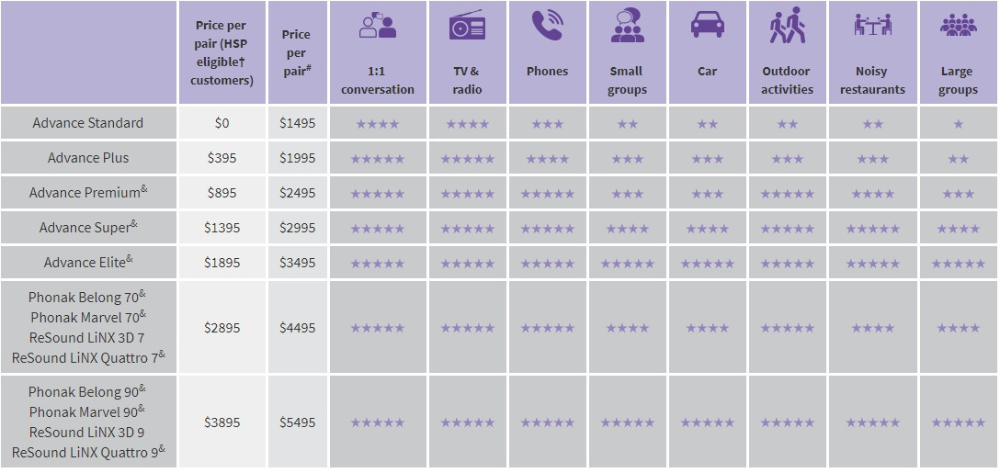 Price per pair (HSP eligible† customers) Price per pair# 1:1 conversation TV & radio Phones Small groups Car Outdoor activities Noisy restaurants Large groups
Advance Standard $0 $1495 ★★★★ ★★★★ ★★★ ★★ ★★ ★★ ★★ ★
Advance Plus $395 $1995 ★★★★★ ★★★★★ ★★★★ ★★★ ★★★ ★★★ ★★★ ★★
Advance Premium& $895 $2495 ★★★★★ ★★★★★ ★★★★★ ★★★ ★★★ ★★★★★ ★★★★ ★★★
Advance Super& $1395 $2995 ★★★★★ ★★★★★ ★★★★★ ★★★★ ★★★★ ★★★★★ ★★★★★ ★★★★
Advance Elite& $1895 $3495 ★★★★★ ★★★★★ ★★★★★ ★★★★★ ★★★★★ ★★★★★ ★★★★★ ★★★★★
Phonak Belong 70&
Phonak Marvel 70&
ReSound LiNX 3D 7
ReSound LiNX Quattro 7&
$2895 $4495 ★★★★★ ★★★★★ ★★★★★ ★★★★ ★★★★ ★★★★★ ★★★★ ★★★★
Phonak Belong 90&
Phonak Marvel 90&
ReSound LiNX 3D 9
ReSound LiNX Quattro 9&
$3895 $5495 ★★★★★ ★★★★★ ★★★★★ ★★★★★ ★★★★★ ★★★★★ ★★★★★ ★★★★★